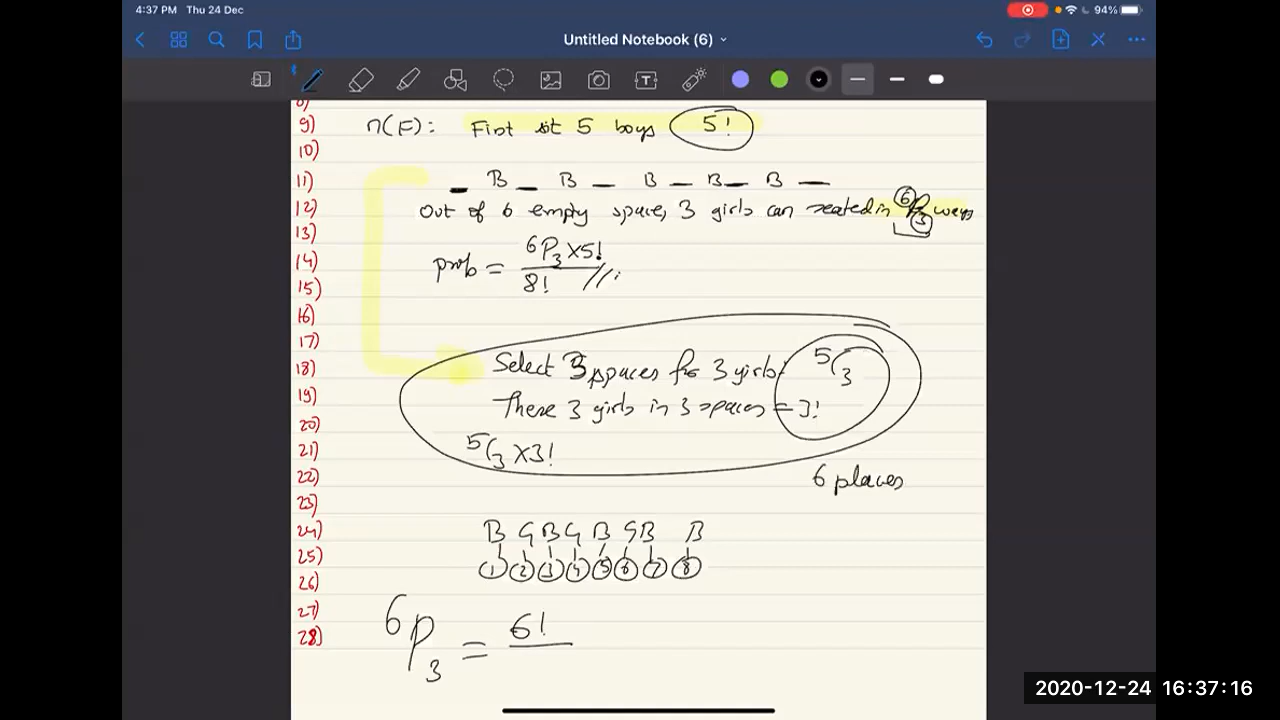 4:37 PM Thu 24 Dec
94%
Untitled Notebook (6)
9) n(E): First sit 5 boys 5!
10)
11) _ B _ B _ B _ B _ B _
12) Out of 6 empty spaces, 3 girls can seated in 6P3 ways
13)
14) prob = 6P3 X 5! / 8!
15)
16)
17)
18) Select 3 spaces for 3 girls: 5C3
19) These 3 girls in 3 spaces = 3!
20)
21) 5C3 X 3!
22) 6 places
23)
24) B G B G B G B B
25) 1 2 3 4 5 6 7 8
26)
27)
28) 6P3 = 6!
2020-12-24 16:37:16